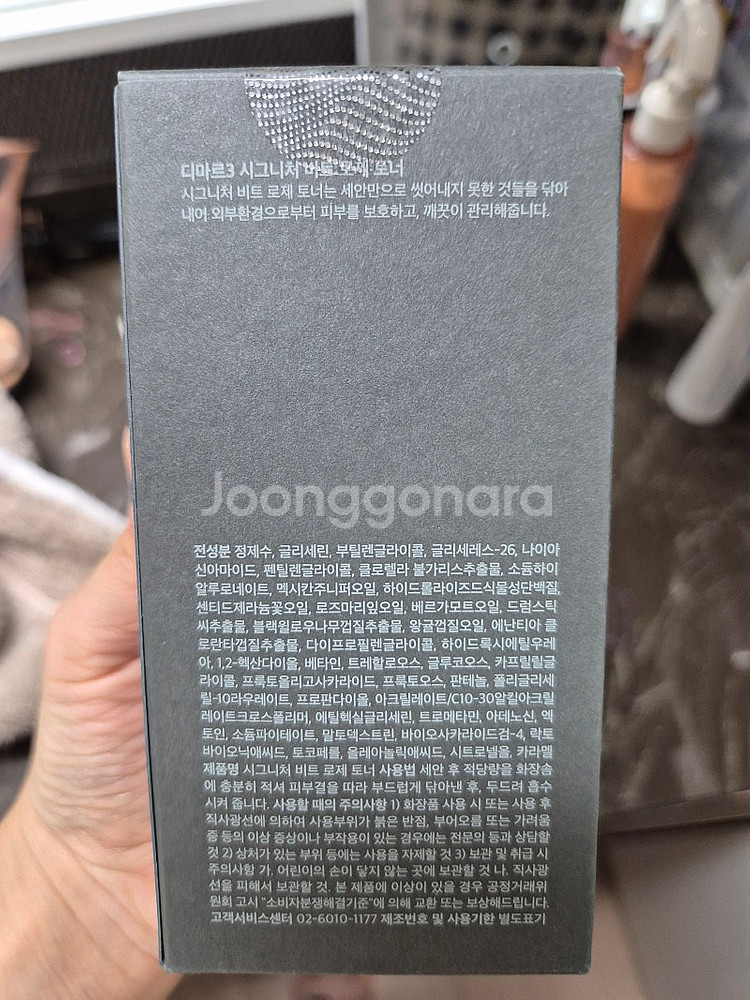 디마르3 시그니처 비트 로제 토너
시그니처 비트 로제 토너는 세안만으로 씻어내지 못한 것들을 닦아
내어 외부환경으로부터 피부를 보호하고, 깨끗이 관리해줍니다.
Joonggonara
전성분 정제수, 글리세린, 부틸렌글라이콜, 글리세레스-26, 나이아
신아마이드, 펜틸렌글라이콜, 클로렐라 불가리스추출물, 소듐하이
알루로네이트, 멕시칸주니퍼오일, 하이드롤라이즈드식물성단백질,
센티드제라늄꽃오일, 로즈마리잎오일, 베르가모트오일, 드럼스틱
씨추출물, 블랙윌로우나무껍질추출물, 왕귤껍질오일, 에난티아 클
로란타껍질추출물, 다이프로필렌글라이콜, 하이드록시에틸우레
아, 1,2-헥산다이올, 베타인, 트레할로오스, 글루코오스, 카프릴릴글
라이콜, 프룩토올리고사카라이드, 프룩토오스, 판테놀, 폴리글리세
릴-10라우레이트, 프로판다이올, 아크릴레이트/C10-30알킬아크릴
레이트크로스폴리머, 에틸헥실글리세린, 트로메타민, 아데노신, 엑
토인, 소듐파이테이트, 말토덱스트린, 바이오사카라이드검-4, 락토
바이오닉애씨드, 토코페롤, 올레아놀릭애씨드, 시트로넬올, 카라멜
제품명 시그니처 비트 로제 토너 사용법 세안 후 적당량을 화장솜
에 충분히 적셔 피부결을 따라 부드럽게 닦아낸 후, 두드려 흡수
시켜 줍니다. 사용할 때의 주의사항 1) 화장품 사용 시 또는 사용 후
직사광선에 의하여 사용부위가 붉은 반점, 부어오름 또는 가려움
증 등의 이상 증상이나 부작용이 있는 경우에는 전문의 등과 상담할
것 2) 상처가 있는 부위 등에는 사용을 자제할 것 3) 보관 및 취급 시
주의사항 가. 어린이의 손이 닿지 않는 곳에 보관할 것 나. 직사광
선을 피해서 보관할 것. 본 제품에 이상이 있을 경우 공정거래위
원회 고시 "소비자분쟁해결기준"에 의해 교환 또는 보상해드립니다.
고객서비스센터 02-6010-1177 제조번호 및 사용기한 별도표기